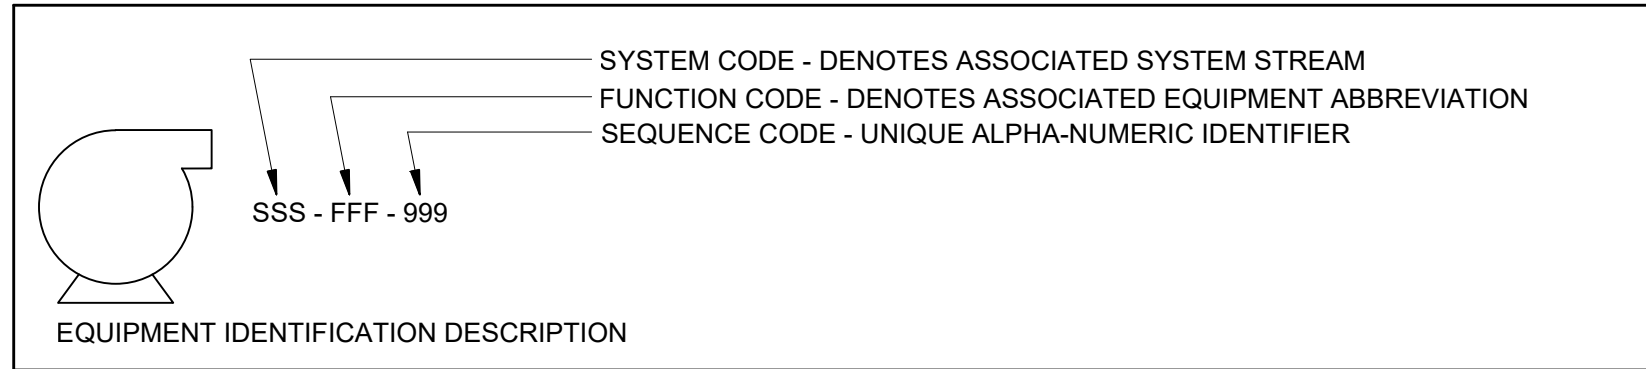 SYSTEM CODE - DENOTES ASSOCIATED SYSTEM STREAM
FUNCTION CODE - DENOTES ASSOCIATED EQUIPMENT ABBREVIATION
SEQUENCE CODE - UNIQUE ALPHA-NUMERIC IDENTIFIER
SSS - FFF - 999
EQUIPMENT IDENTIFICATION DESCRIPTION